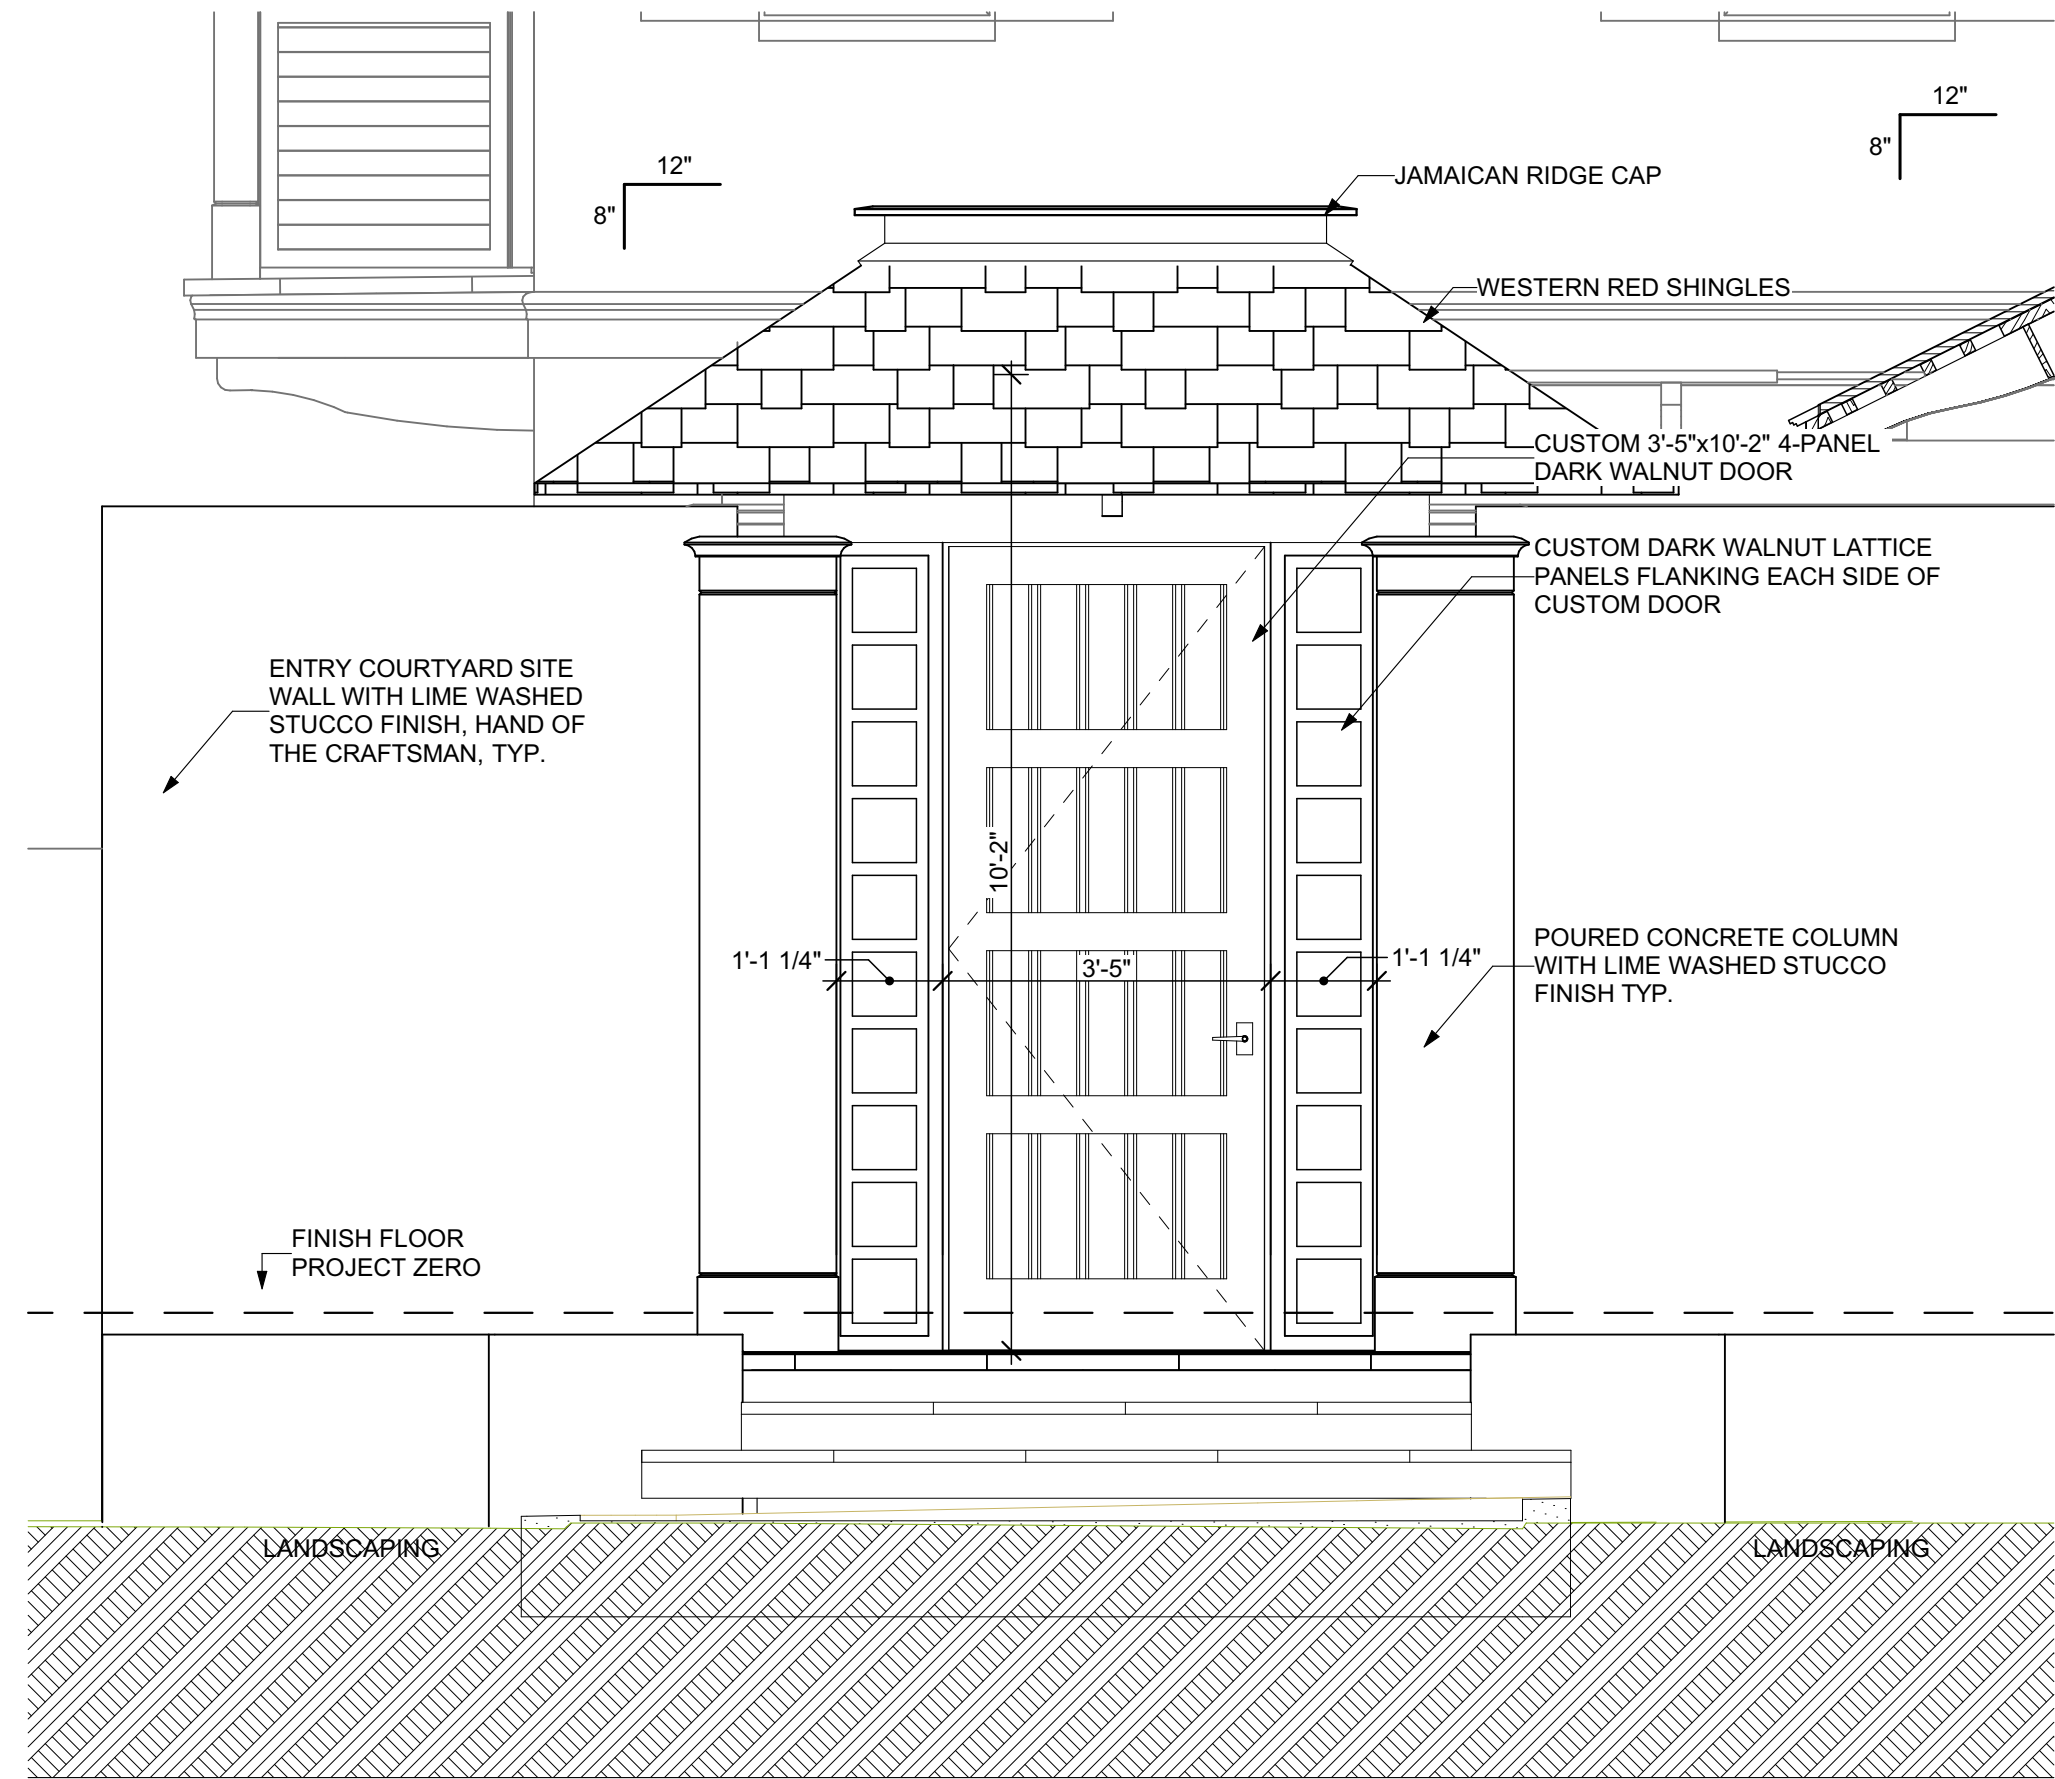 12"
8"
12"
8"
JAMAICAN RIDGE CAP
WESTERN RED SHINGLES
CUSTOM 3'-5"x10'-2" 4-PANEL
DARK WALNUT DOOR
CUSTOM DARK WALNUT LATTICE
PANELS FLANKING EACH SIDE OF
CUSTOM DOOR
ENTRY COURTYARD SITE
WALL WITH LIME WASHED
STUCCO FINISH, HAND OF
THE CRAFTSMAN, TYP.
10'-2"
1'-1 1/4"
3'-5"
1'-1 1/4"
POURED CONCRETE COLUMN
WITH LIME WASHED STUCCO
FINISH TYP.
FINISH FLOOR
PROJECT ZERO
LANDSCAPING
LANDSCAPING